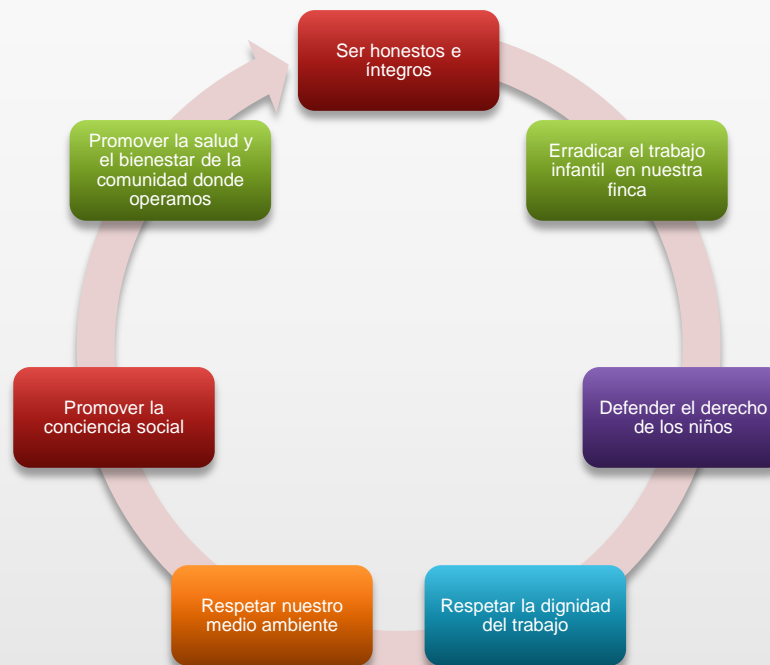 Ser honestos e
íntegros
Erradicar el trabajo
infantil en nuestra
finca
Defender el derecho
de los niños
Respetar la dignidad
del trabajo
Respetar nuestro
medio ambiente
Promover la
conciencia social
Promover la salud y
el bienestar de la
comunidad donde
operamos